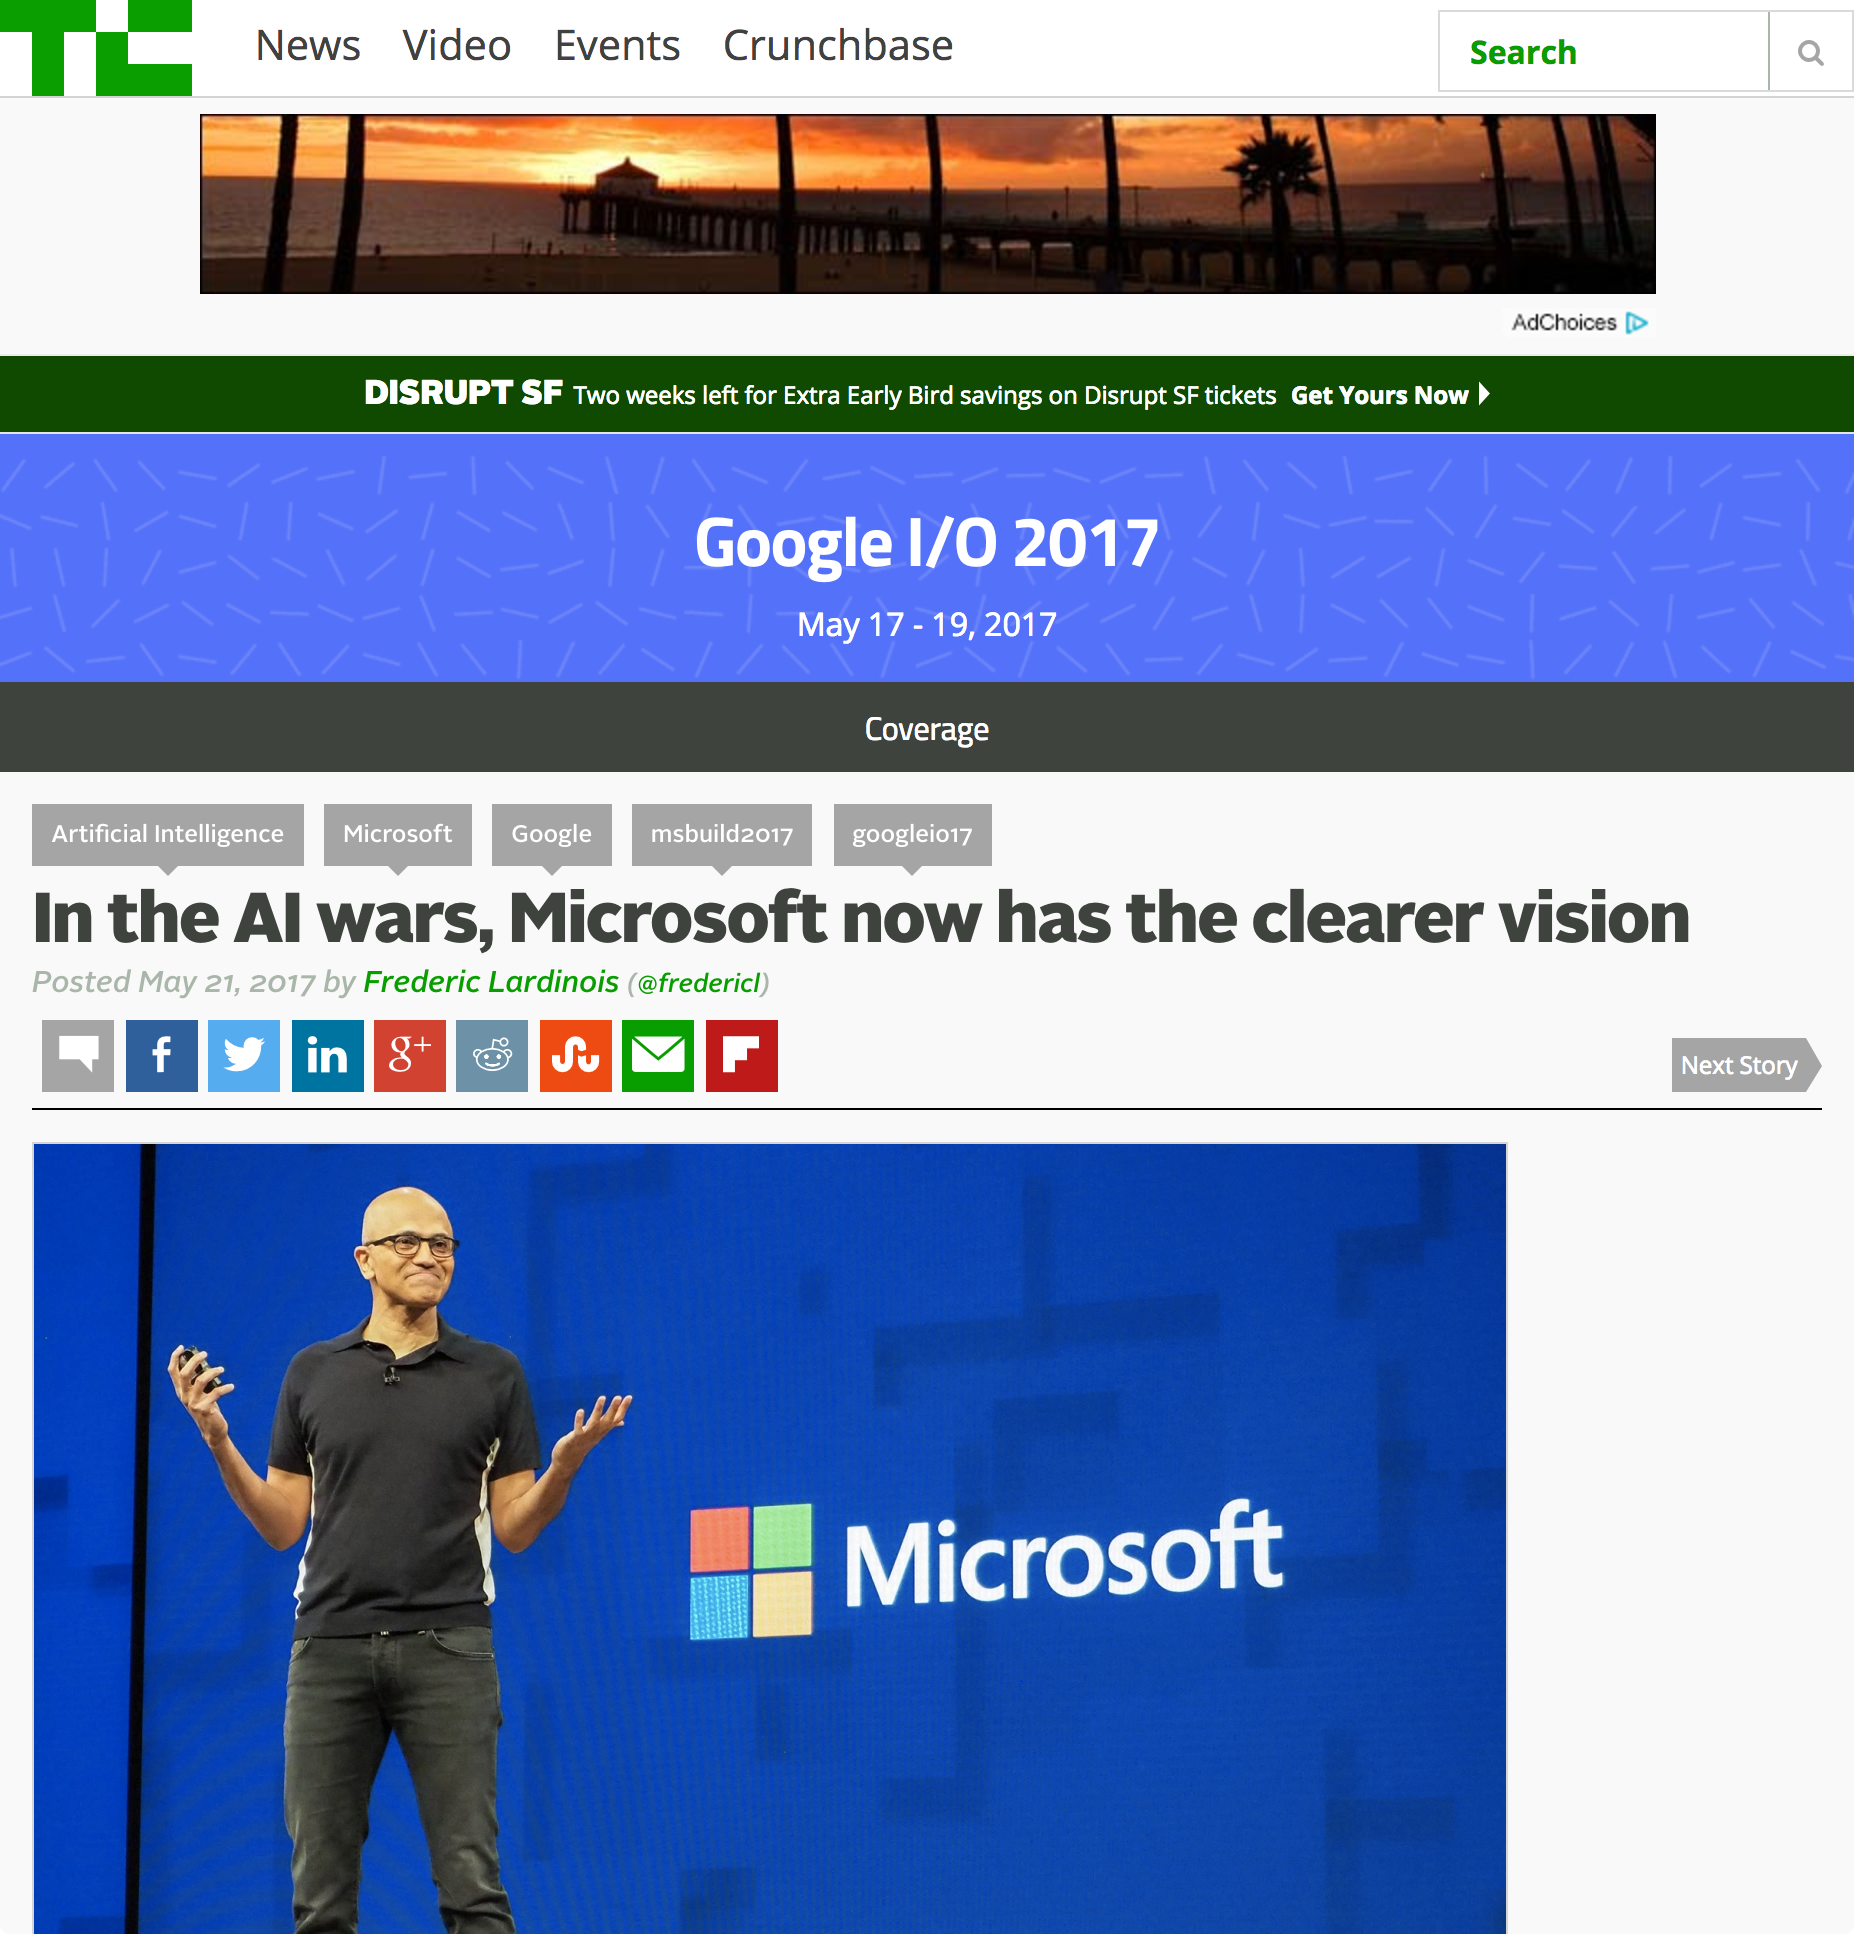 TC
News Video Events Crunchbase
Search
AdChoices
DISRUPT SF Two weeks left for Extra Early Bird savings on Disrupt SF tickets Get Yours Now
Google I/O 2017
May 17 - 19, 2017
Coverage
Artificial Intelligence Microsoft Google msbuild2017 googleio17
In the AI wars, Microsoft now has the clearer vision
Posted May 21, 2017 by Frederic Lardinois (@fredericl)
f in g+
Next Story
Microsoft